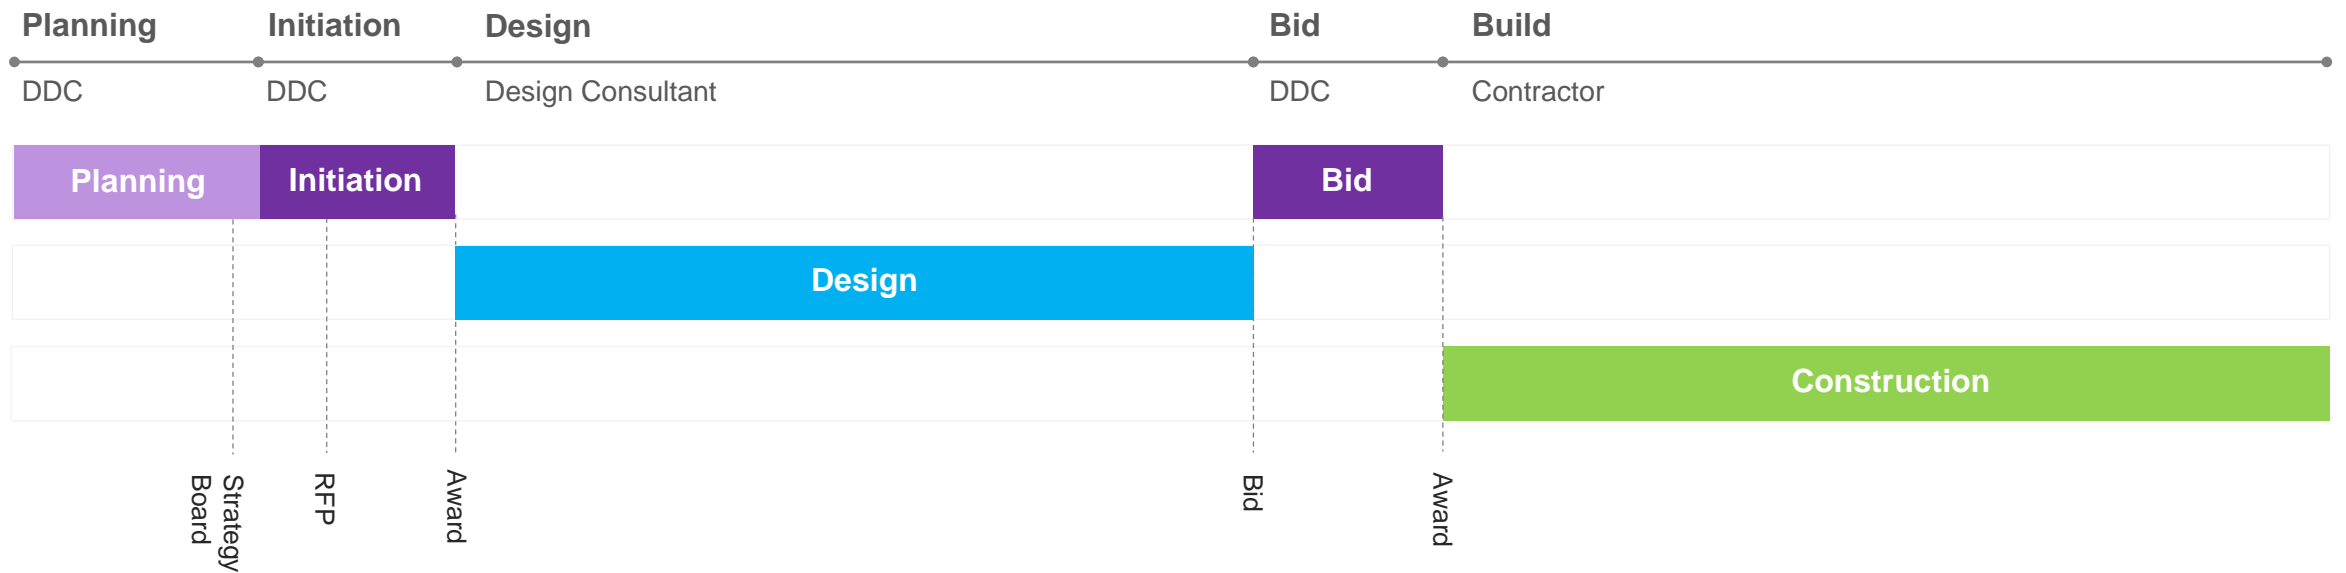 Planning
Initiation
Design
Bid
Build
DDC
DDC
Design Consultant
DDC
Contractor
Planning
Initiation
Bid
Design
Construction
Strategy
Board
RFP
Award
Bid
Award